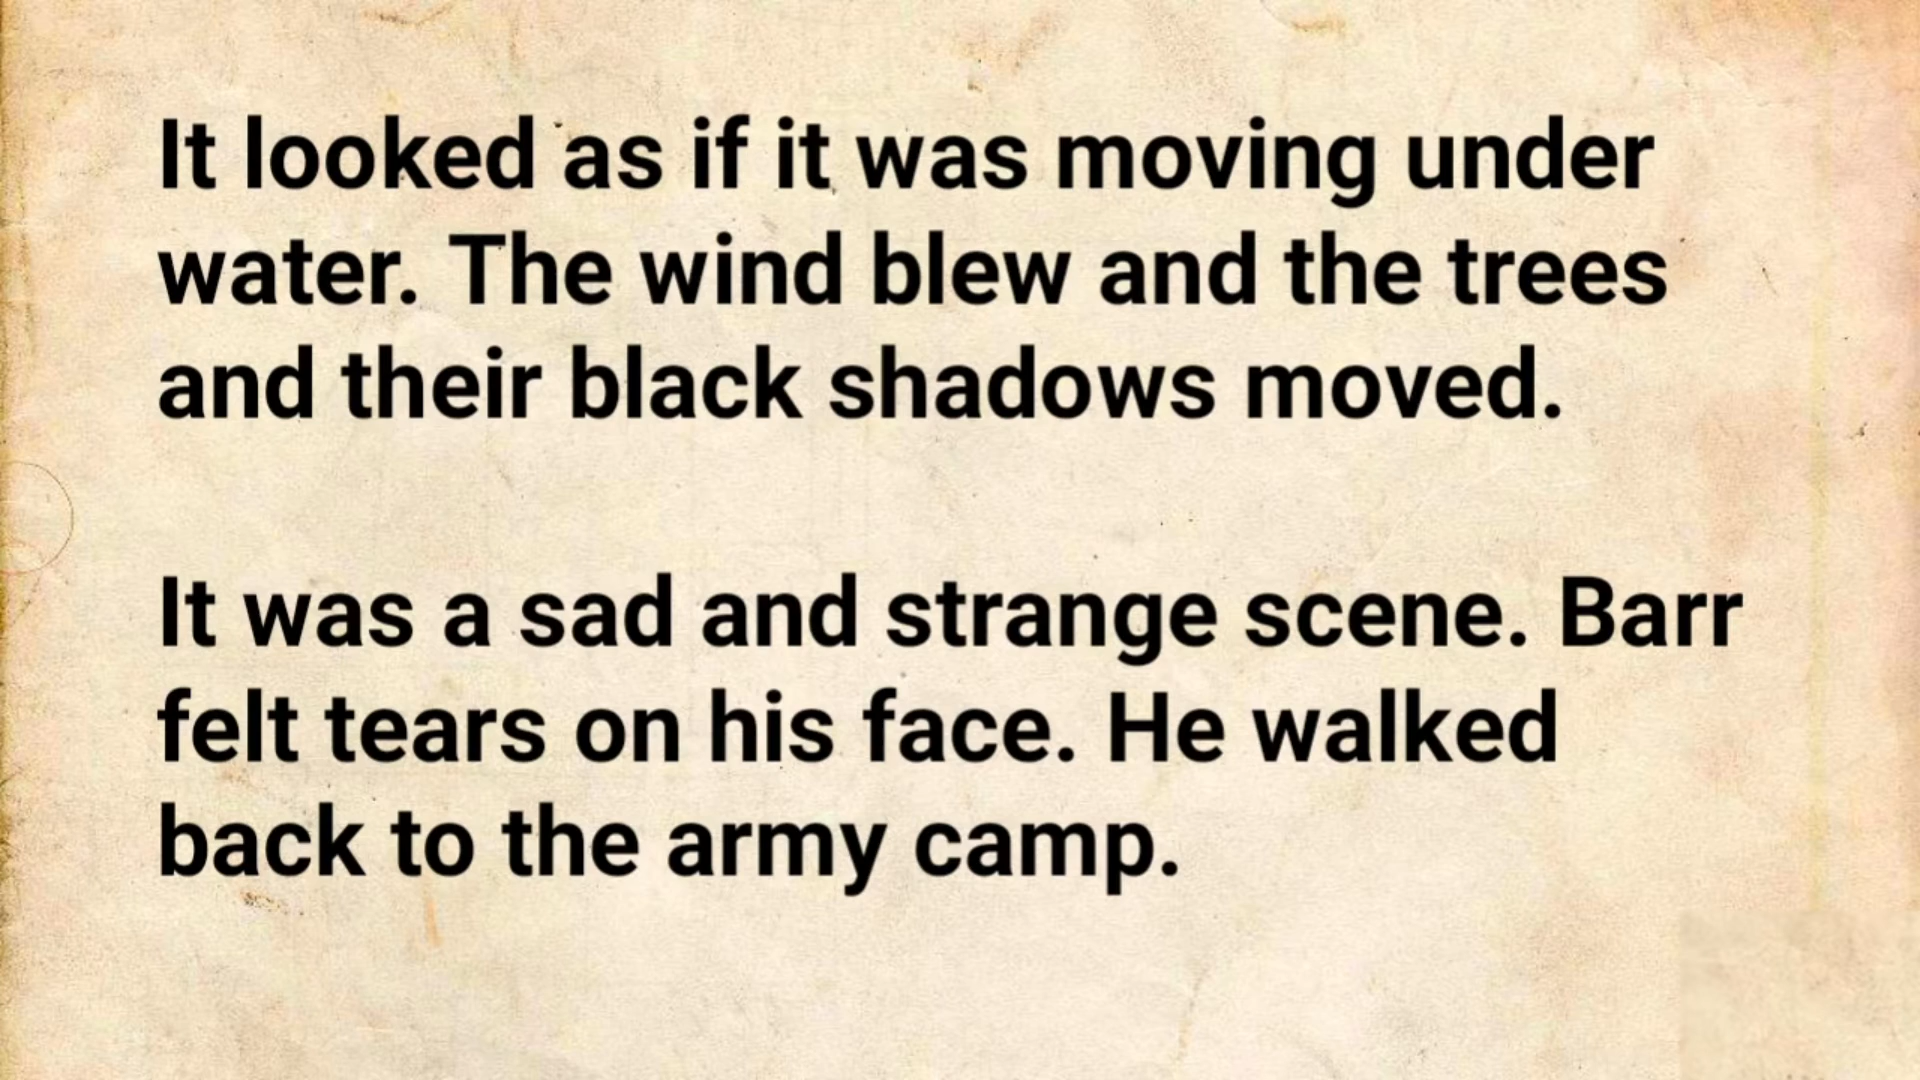 It looked as if it was moving under
water. The wind blew and the trees
and their black shadows moved.
It was a sad and strange scene. Barr
felt tears on his face. He walked
back to the army camp.